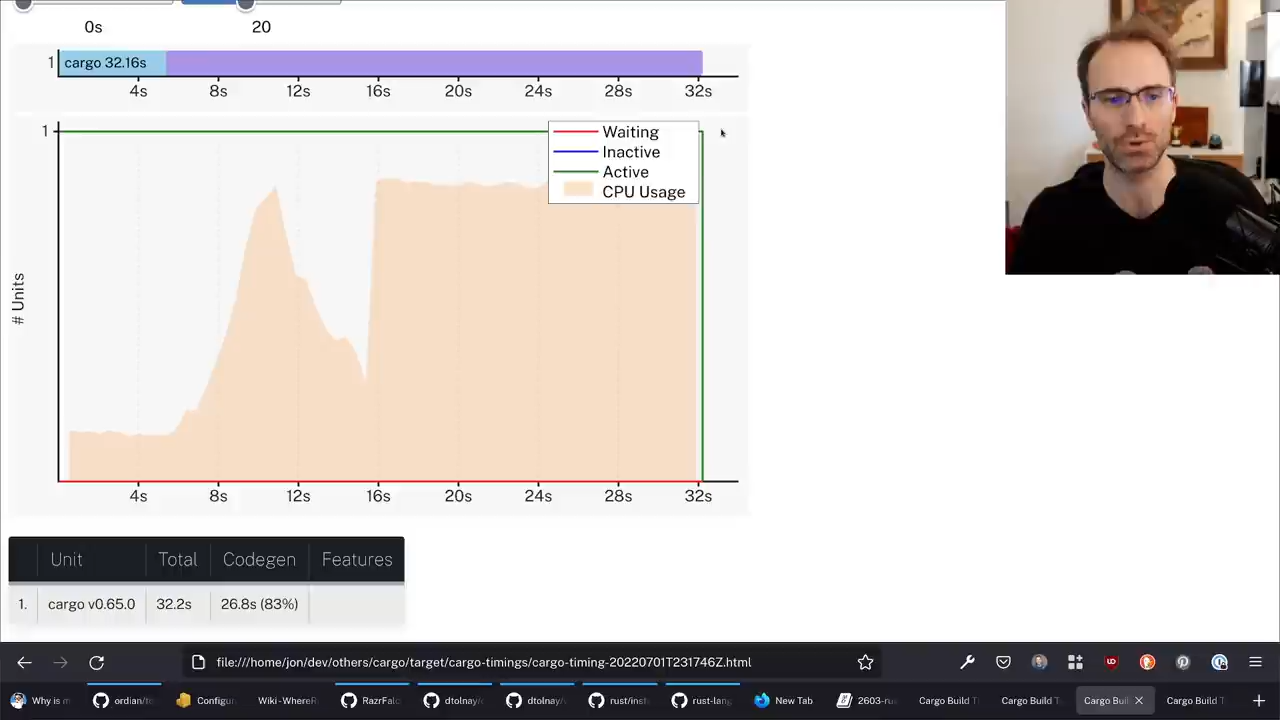 0s 20
1 cargo 32.16s
4s 8s 12s 16s 20s 24s 28s 32s
1
Waiting
Inactive
Active
CPU Usage
# Units
4s 8s 12s 16s 20s 24s 28s 32s
Unit Total Codegen Features
1. cargo v0.65.0 32.2s 26.8s (83%)
file:///home/jon/dev/others/cargo/target/cargo-timings/cargo-timing-20220701T231746Z.html
Why is m ordian/te Configur Wiki-WhereR RazrFalc dtolnay/ dtolnay/ rust/inst rust-lang New Tab 2603-ru Cargo Build T Cargo Build T Cargo Buil Cargo Build T